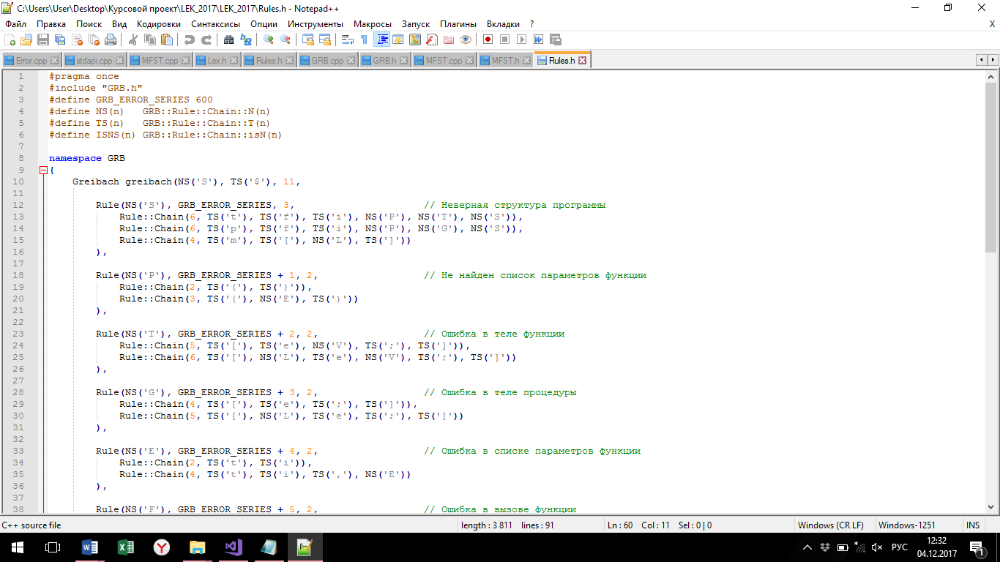 C:\Users\User\Desktop\Курсовой проект\LEK_2017\LEK_2017\Rules.h - Notepad++
Файл Правка Поиск Вид Кодировки Синтаксисы Опции Инструменты Макросы Запуск Плагины Вкладки ? X
Error.cpp stdapi.cpp MFST.cpp Lex.h Rules.h GRB.cpp GRB.h MFST.cpp MFST.h Rules.h
1 #pragma once
2 #include "GRB.h"
3 #define GRB_ERROR_SERIES 600
4 #define NS(n) GRB::Rule::Chain::N(n)
5 #define TS(n) GRB::Rule::Chain::T(n)
6 #define ISNS(n) GRB::Rule::Chain::isN(n)
7
8 namespace GRB
9 {
10 Greibach greibach(NS('S'), TS('$'), 11,
11
12 Rule(NS('S'), GRB_ERROR_SERIES, 3, // Неверная структура программы
13 Rule::Chain(6, TS('t'), TS('f'), TS('i'), NS('P'), NS('T'), NS('S')),
14 Rule::Chain(6, TS('p'), TS('f'), TS('i'), NS('P'), NS('G'), NS('S')),
15 Rule::Chain(4, TS('m'), TS('['), NS('L'), TS(']'))
16 ),
17
18 Rule(NS('P'), GRB_ERROR_SERIES + 1, 2, // Не найден список параметров функции
19 Rule::Chain(2, TS('('), TS(')')),
20 Rule::Chain(3, TS('('), NS('E'), TS(')'))
21 ),
22
23 Rule(NS('T'), GRB_ERROR_SERIES + 2, 2, // Ошибка в теле функции
24 Rule::Chain(5, TS('['), TS('e'), NS('V'), TS(';'), TS(']')),
25 Rule::Chain(6, TS('['), NS('L'), TS('e'), NS('V'), TS(';'), TS(']'))
26 ),
27
28 Rule(NS('G'), GRB_ERROR_SERIES + 3, 2, // Ошибка в теле процедуры
29 Rule::Chain(4, TS('['), TS('e'), TS(';'), TS(']')),
30 Rule::Chain(5, TS('['), NS('L'), TS('e'), TS(';'), TS(']'))
31 ),
32
33 Rule(NS('E'), GRB_ERROR_SERIES + 4, 2, // Ошибка в списке параметров функции
34 Rule::Chain(2, TS('t'), TS('i')),
35 Rule::Chain(4, TS('t'), TS('i'), TS(','), NS('E'))
36 ),
37
38 Rule(NS('F'), GRB_ERROR_SERIES + 5, 2, // Ошибка в вызове функции
C++ source file length : 3 811 lines : 91 Ln : 60 Col : 11 Sel : 0 | 0 Windows (CR LF) Windows-1251 INS
РУС 12:32
04.12.2017 1